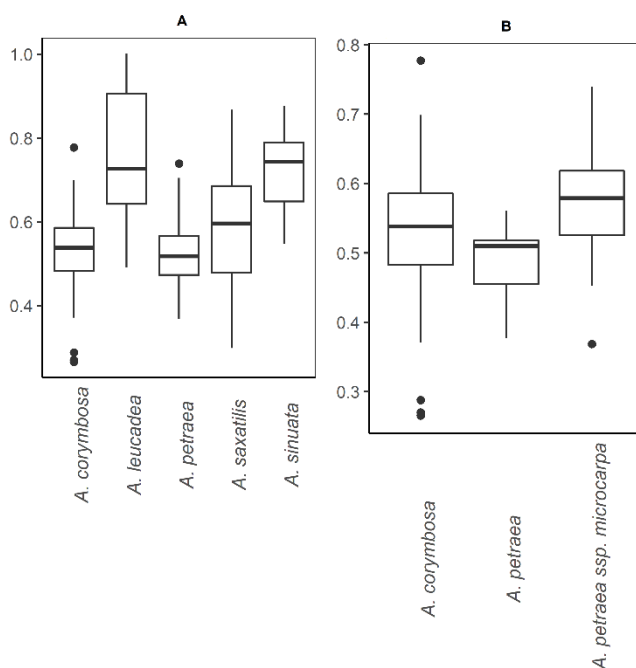 A
1.0
0.8
0.6
0.4
A. corymbosa
A. leucadea
A. petraea
A. saxatilis
A. sinuata
B
0.8
0.7
0.6
0.5
0.4
0.3
A. corymbosa
A. petraea
A. petraea ssp. microcarpa